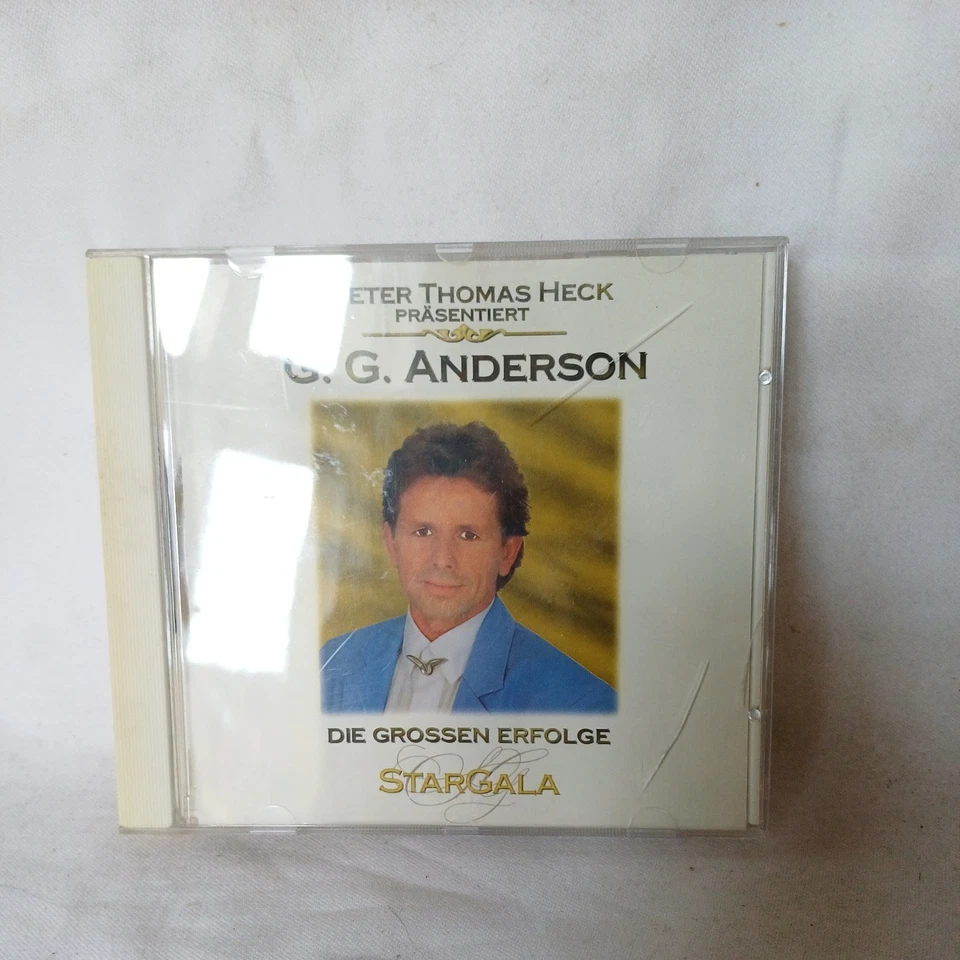 ETER THOMAS HECK
PRÄSENTIERT
G. G. ANDERSON
DIE GROSSEN ERFOLGE
STARGALA